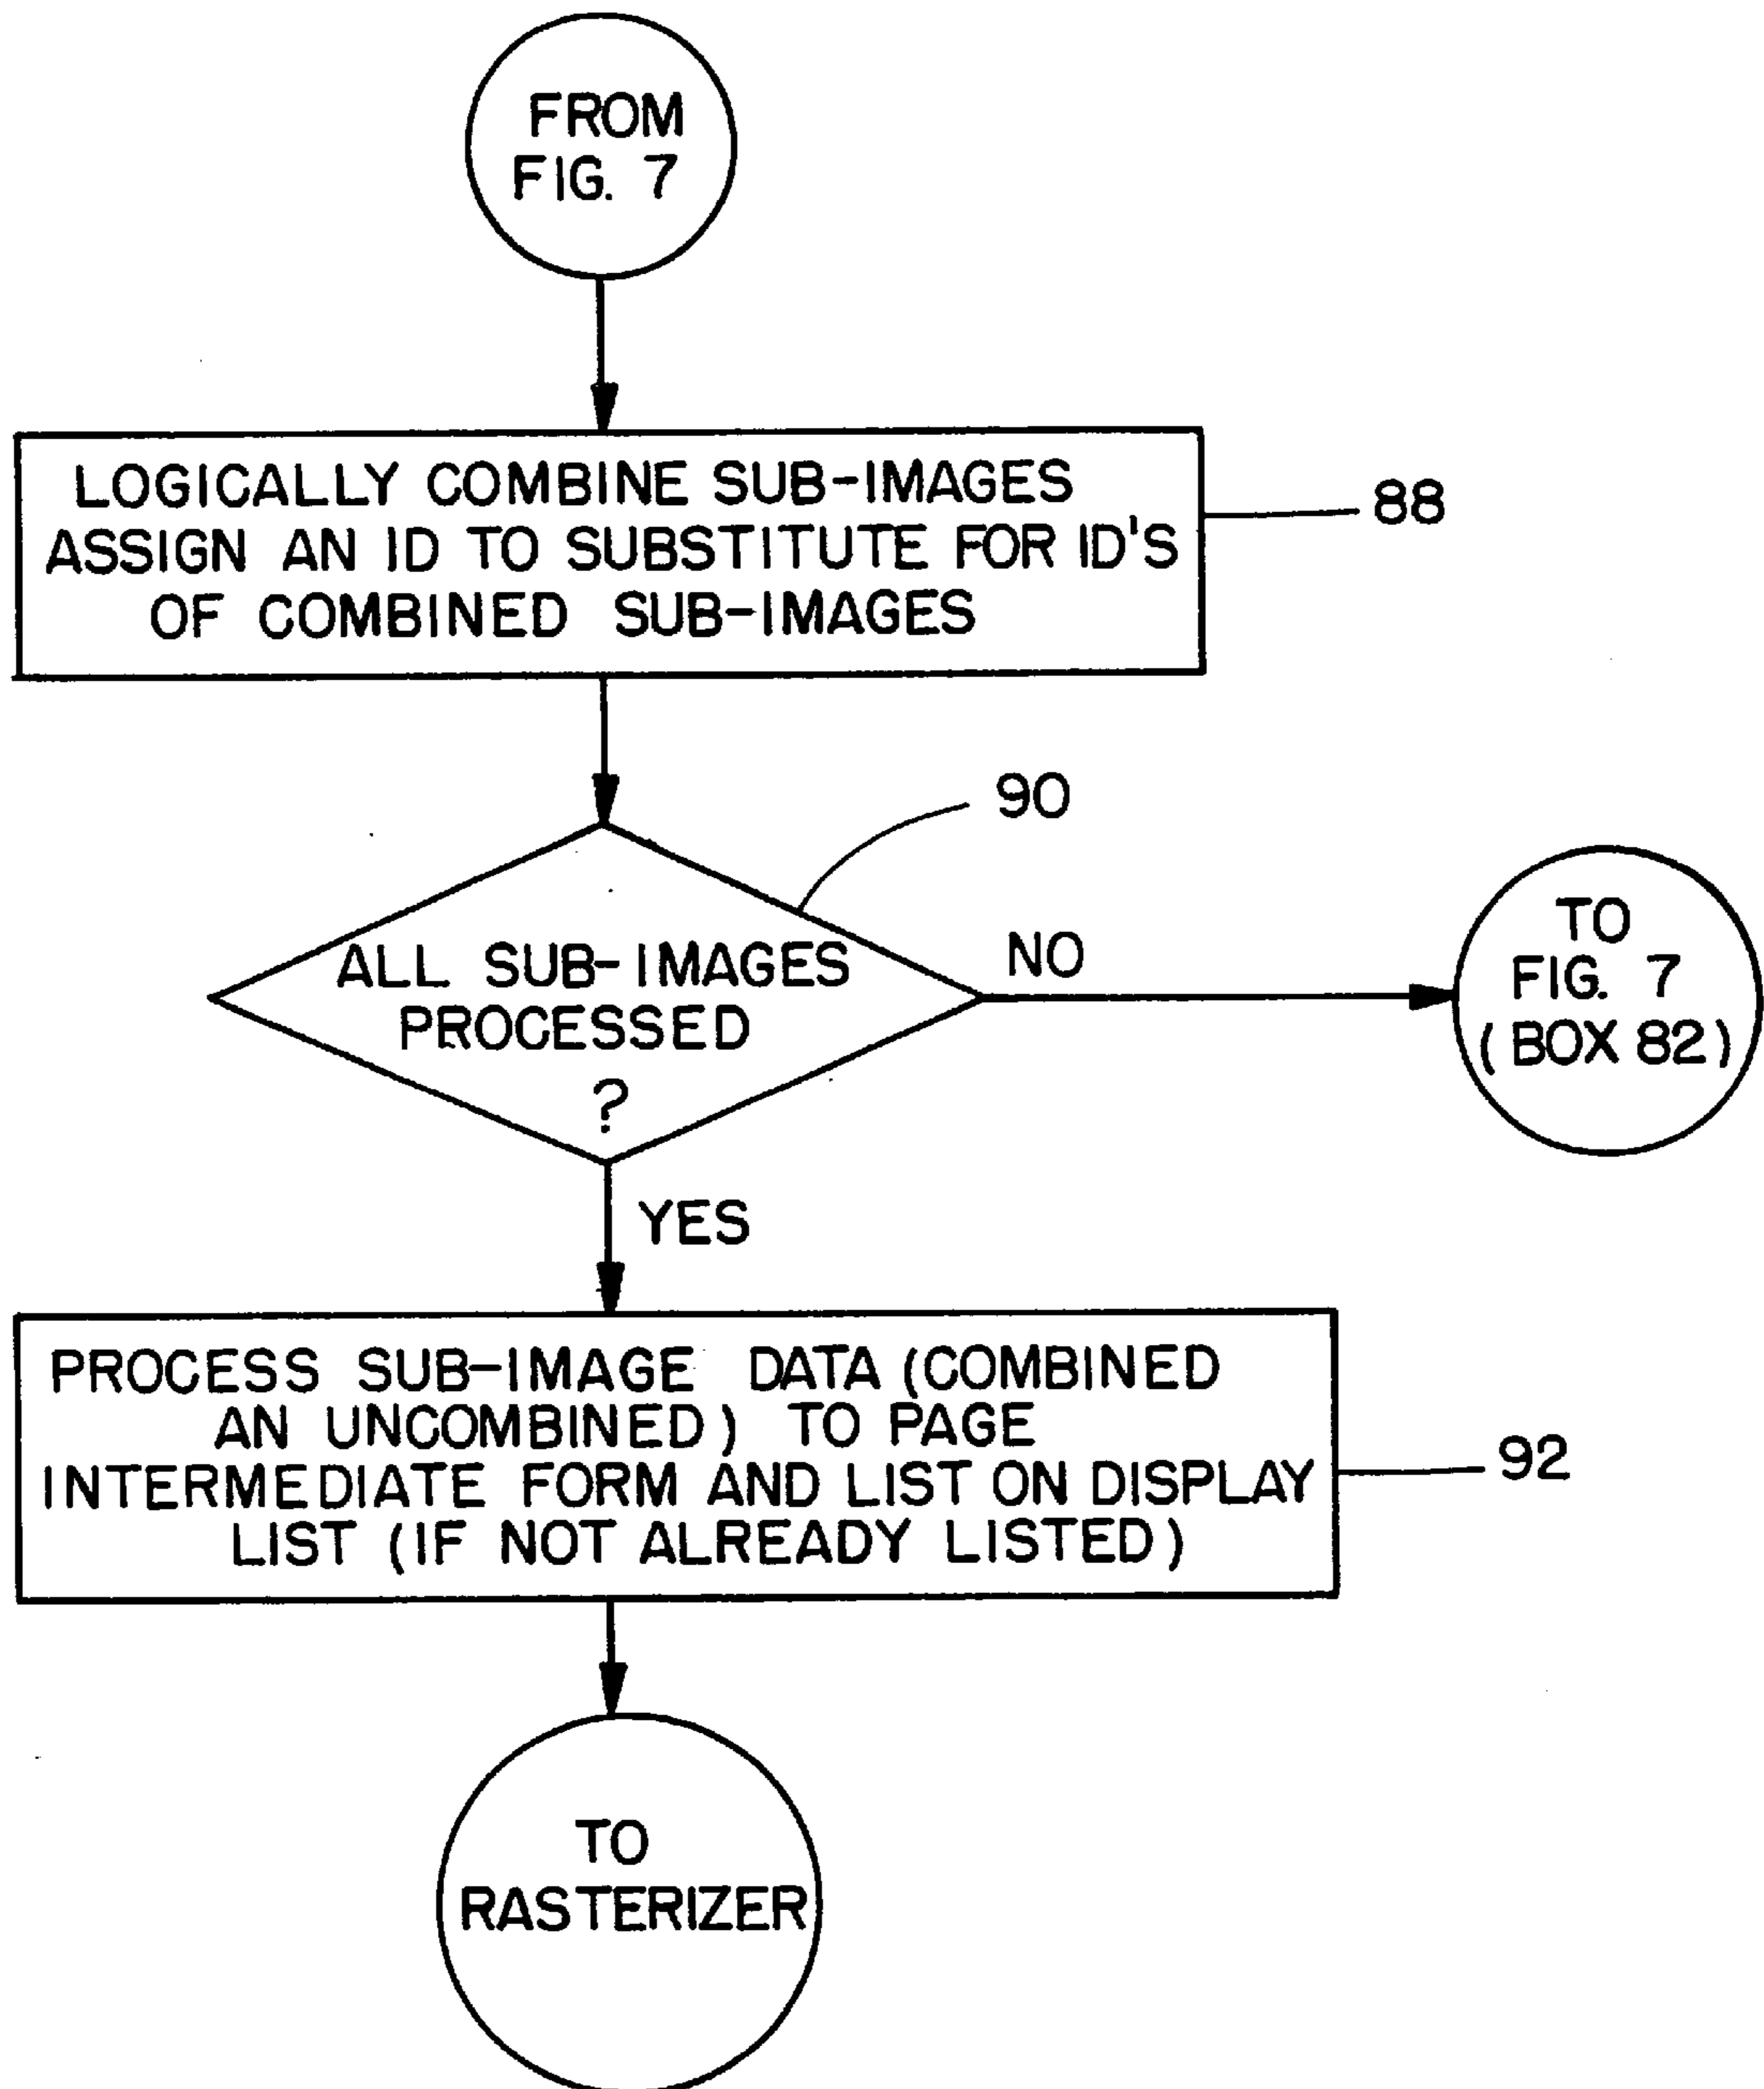 FROM
FIG. 7
LOGICALLY COMBINE SUB-IMAGES
ASSIGN AN ID TO SUBSTITUTE FOR ID'S
OF COMBINED SUB-IMAGES
88
90
ALL SUB-IMAGES
PROCESSED
?
NO
TO
FIG. 7
(BOX 82)
YES
PROCESS SUB-IMAGE DATA (COMBINED
AN UNCOMBINED) TO PAGE
INTERMEDIATE FORM AND LIST ON DISPLAY
LIST (IF NOT ALREADY LISTED)
92
TO
RASTERIZER